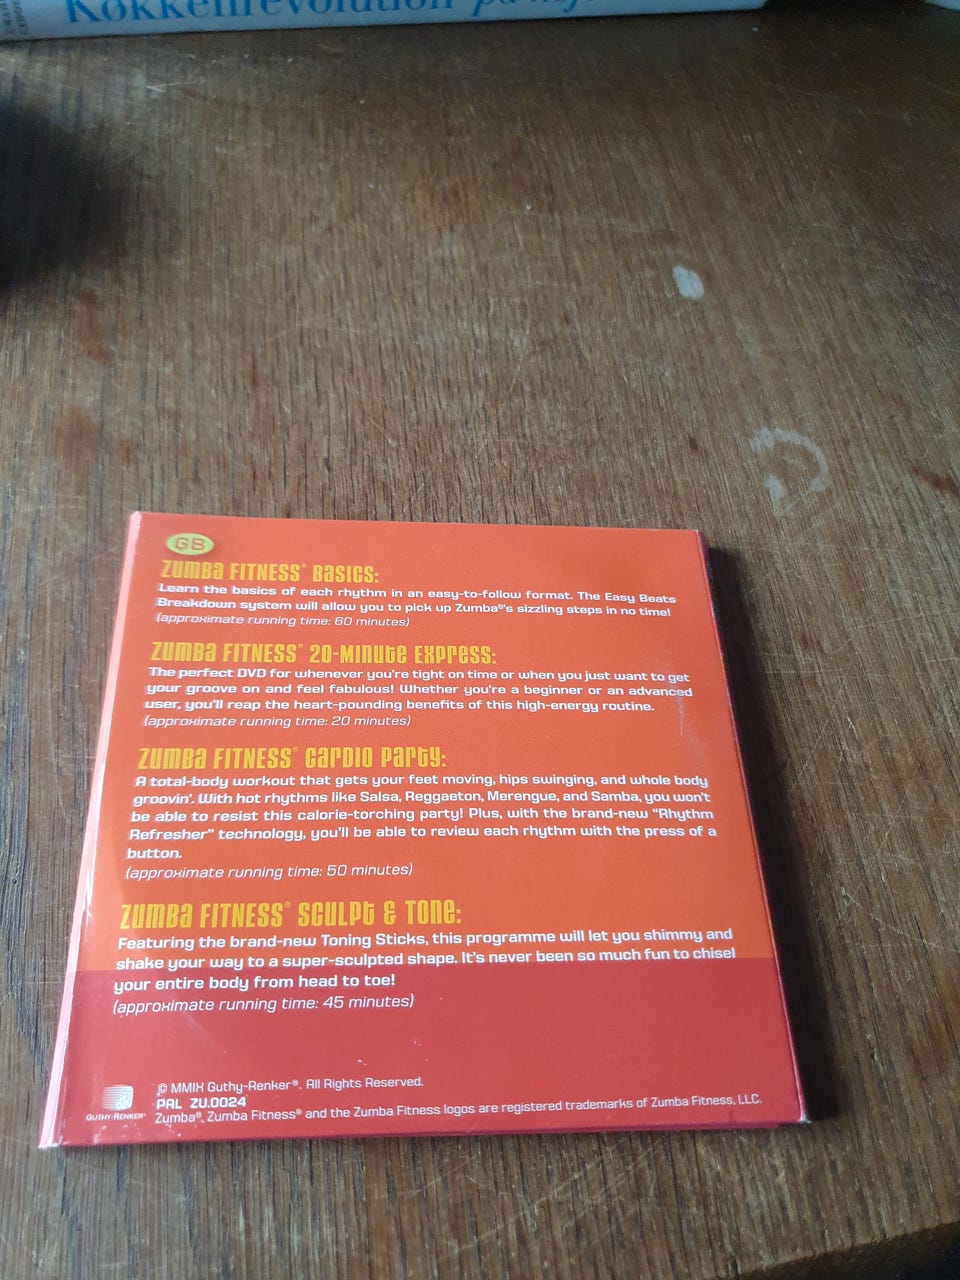 Køkkenrevolution på
GB
ZUMBA FITNESS® BASICS:
Learn the basics of each rhythm in an easy-to-follow format. The Easy Beats
Breakdown system will allow you to pick up Zumba®'s sizzling steps in no time!
(approximate running time: 60 minutes)
ZUMBA FITNESS® 20-MINUTE EXPRESS:
The perfect DVD for whenever you're tight on time or when you just want to get
your groove on and feel fabulous! Whether you're a beginner or an advanced
user, you'll reap the heart-pounding benefits of this high-energy routine.
(approximate running time: 20 minutes)
ZUMBA FITNESS® CARDIO PARTY:
A total-body workout that gets your feet moving, hips swinging, and whole body
groovin'. With hot rhythms like Salsa, Reggaeton, Merengue, and Samba, you won't
be able to resist this calorie-torching party! Plus, with the brand-new "Rhythm
Refresher" technology, you'll be able to review each rhythm with the press of a
button.
(approximate running time: 50 minutes)
ZUMBA FITNESS® SCULPT & TONE:
Featuring the brand-new Toning Sticks, this programme will let you shimmy and
shake your way to a super-sculpted shape. It's never been so much fun to chisel
your entire body from head to toe!
(approximate running time: 45 minutes)
GUTHY-RENKER®
© MMIX Guthy-Renker®. All Rights Reserved.
PAL ZU.0024
Zumba®, Zumba Fitness® and the Zumba Fitness logos are registered trademarks of Zumba Fitness, LLC.